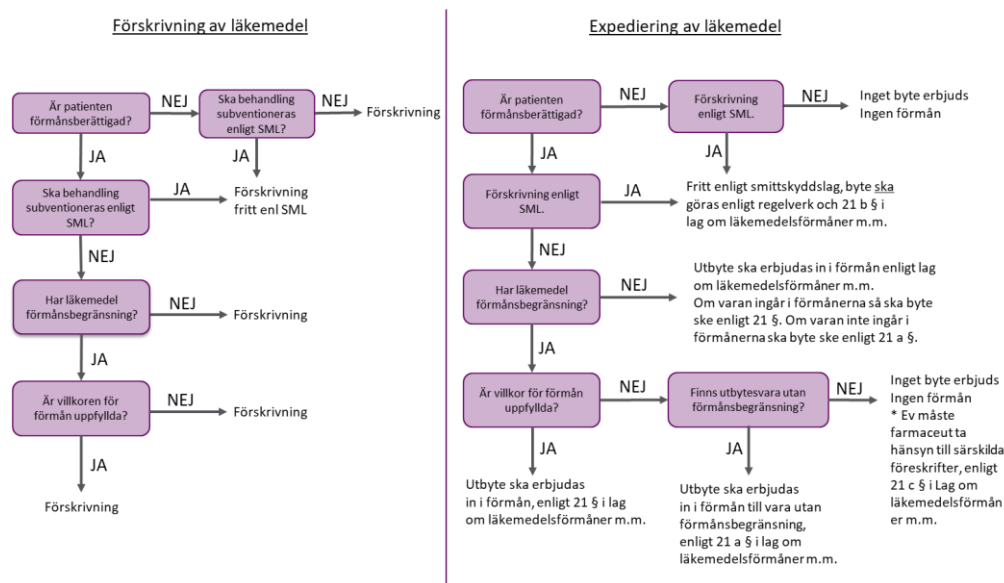 Förskrivning av läkemedel
Är patienten
förmånsberättigad?
NEJ
Ska behandling
subventioneras
enligt SML?
NEJ
Förskrivning
JA
JA
Ska behandling
subventioneras enligt
SML?
JA
Förskrivning
fritt enl SML
NEJ
Har läkemedel
förmånsbegränsning?
NEJ
Förskrivning
JA
Är villkoren för
förmån uppfyllda?
NEJ
Förskrivning
JA
Förskrivning
Expediering av läkemedel
Är patienten
förmånsberättigad?
NEJ
Förskrivning
enligt SML.
NEJ
Inget byte erbjuds
Ingen förmån
JA
JA
Förskrivning enligt
SML.
JA
Fritt enligt smittskyddslag, byte ska
göras enligt regelverk och 21 b § i
lag om läkemedelsförmåner m.m.
NEJ
Har läkemedel
förmånsbegränsning?
NEJ
Utbyte ska erbjudas in i förmån enligt lag
om läkemedelsförmåner m.m.
Om varan ingår i förmånerna så ska byte
ske enligt 21 §. Om varan inte ingår i
förmånerna ska byte ske enligt 21 a §.
JA
Är villkor för förmån
uppfyllda?
NEJ
Finns utbytesvara utan
förmånsbegränsning?
NEJ
Inget byte erbjuds
Ingen förmån
* Ev måste
farmaceut ta
hänsyn till särskilda
föreskrifter, enligt
21 c § i Lag om
läkemedelsförmån
er m.m.
JA
JA
Utbyte ska erbjudas
in i förmån, enligt 21 § i lag
om läkemedelsförmåner m.m.
Utbyte ska erbjudas
in i förmån till vara utan
förmånsbegränsning,
enligt 21 a § i lag om
läkemedelsförmåner m.m.